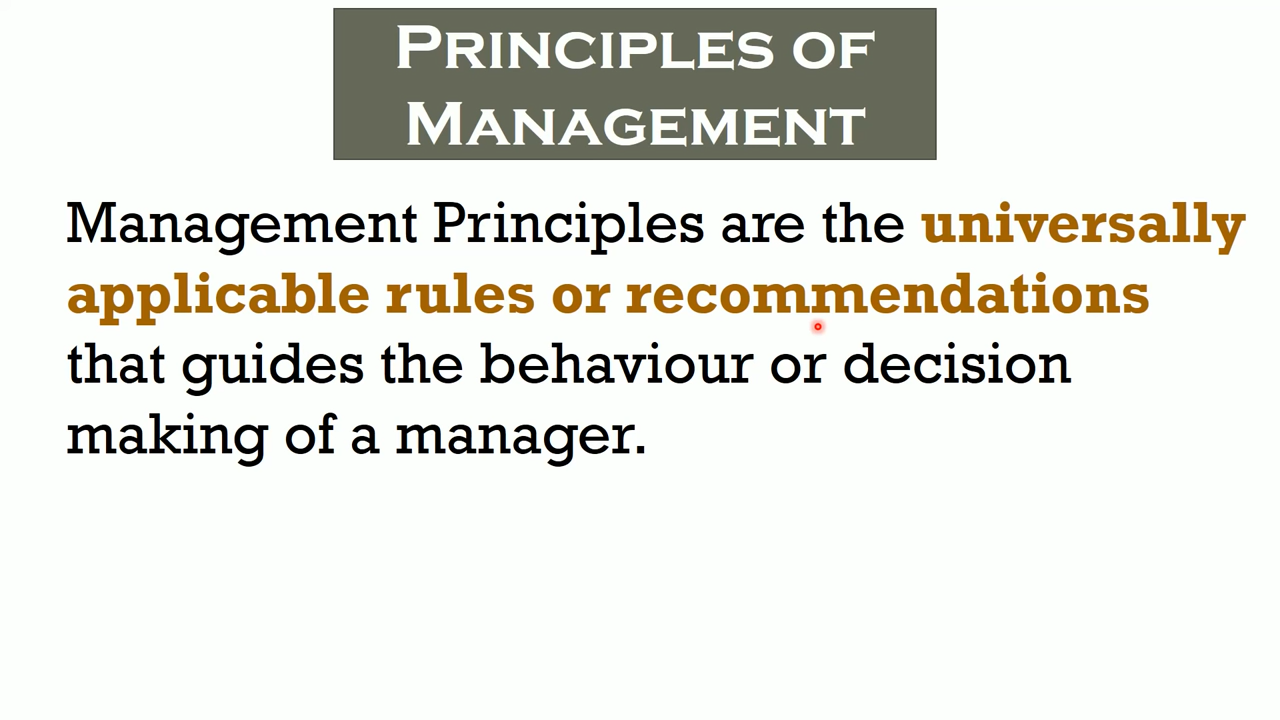 PRINCIPLES OF
MANAGEMENT
Management Principles are the universally
applicable rules or recommendations
that guides the behaviour or decision
making of a manager.